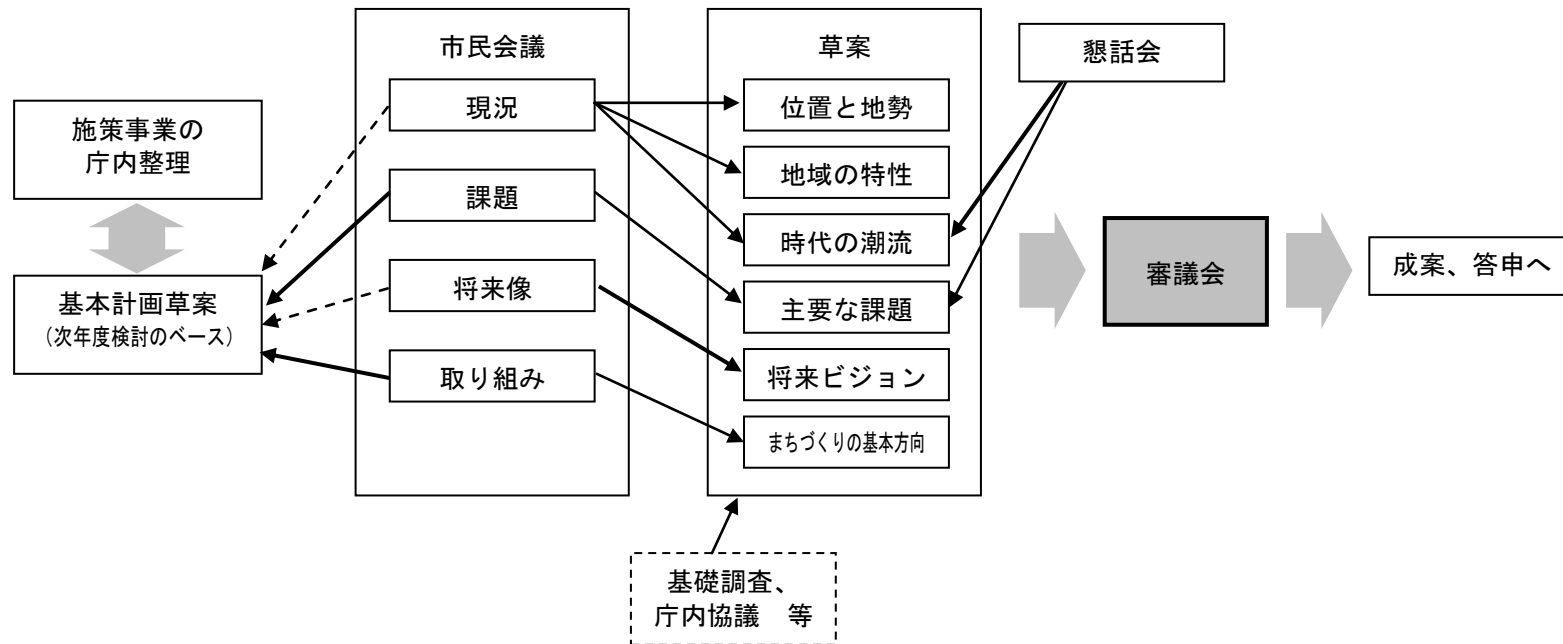 施策事業の
庁内整理
基本計画草案
（次年度検討のベース）
市民会議
現況
課題
将来像
取り組み
草案
位置と地勢
地域の特性
時代の潮流
主要な課題
将来ビジョン
まちづくりの基本方向
基礎調査、
庁内協議　等
懇話会
審議会
成案、答申へ